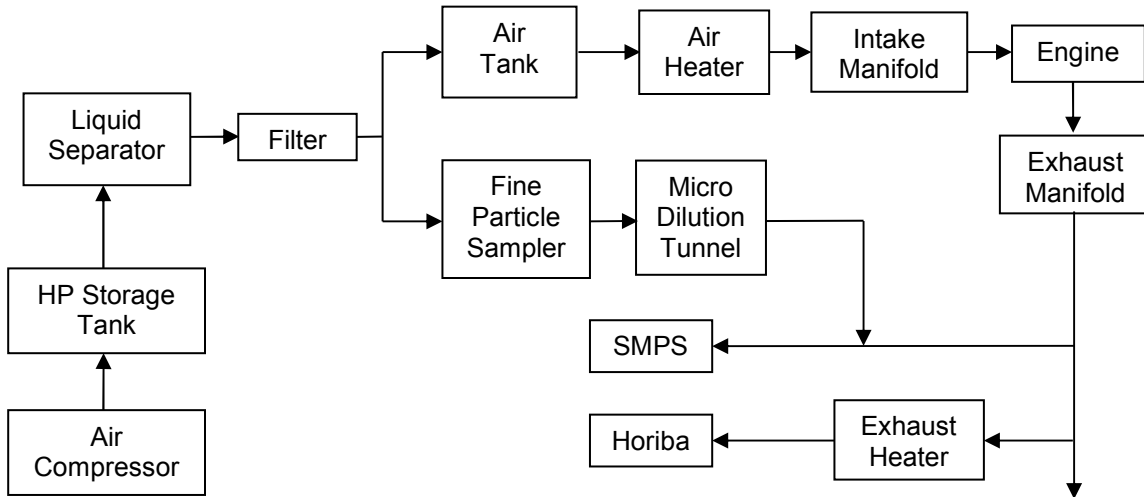 Air
Tank
Air
Heater
Intake
Manifold
Engine
Liquid
Separator
Filter
Fine
Particle
Sampler
Micro
Dilution
Tunnel
Exhaust
Manifold
HP Storage
Tank
SMPS
Air
Compressor
Horiba
Exhaust
Heater